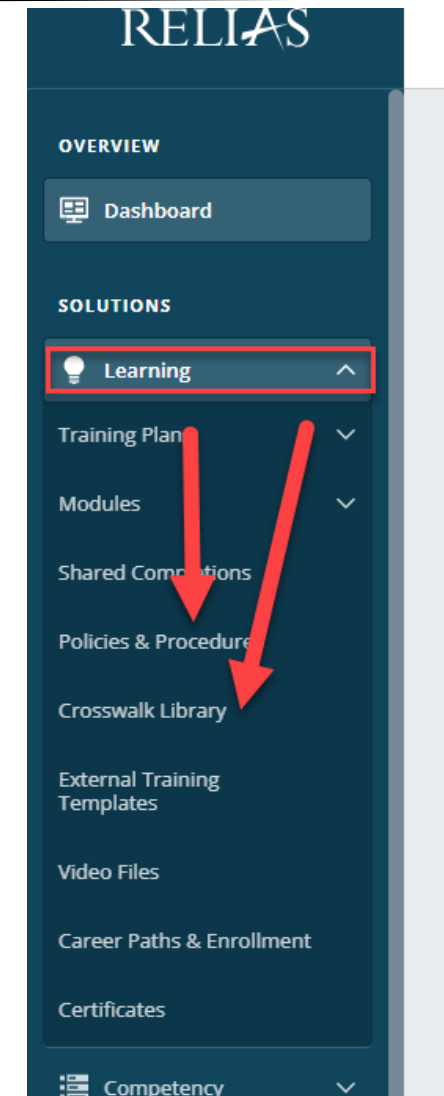 RELIAS
OVERVIEW
Dashboard
SOLUTIONS
Learning
Training Plan
Modules
Shared
Policies & Procedure
Crosswalk Library
External Training
Templates
Video Files
Career Paths & Enrollment
Certificates
Competency